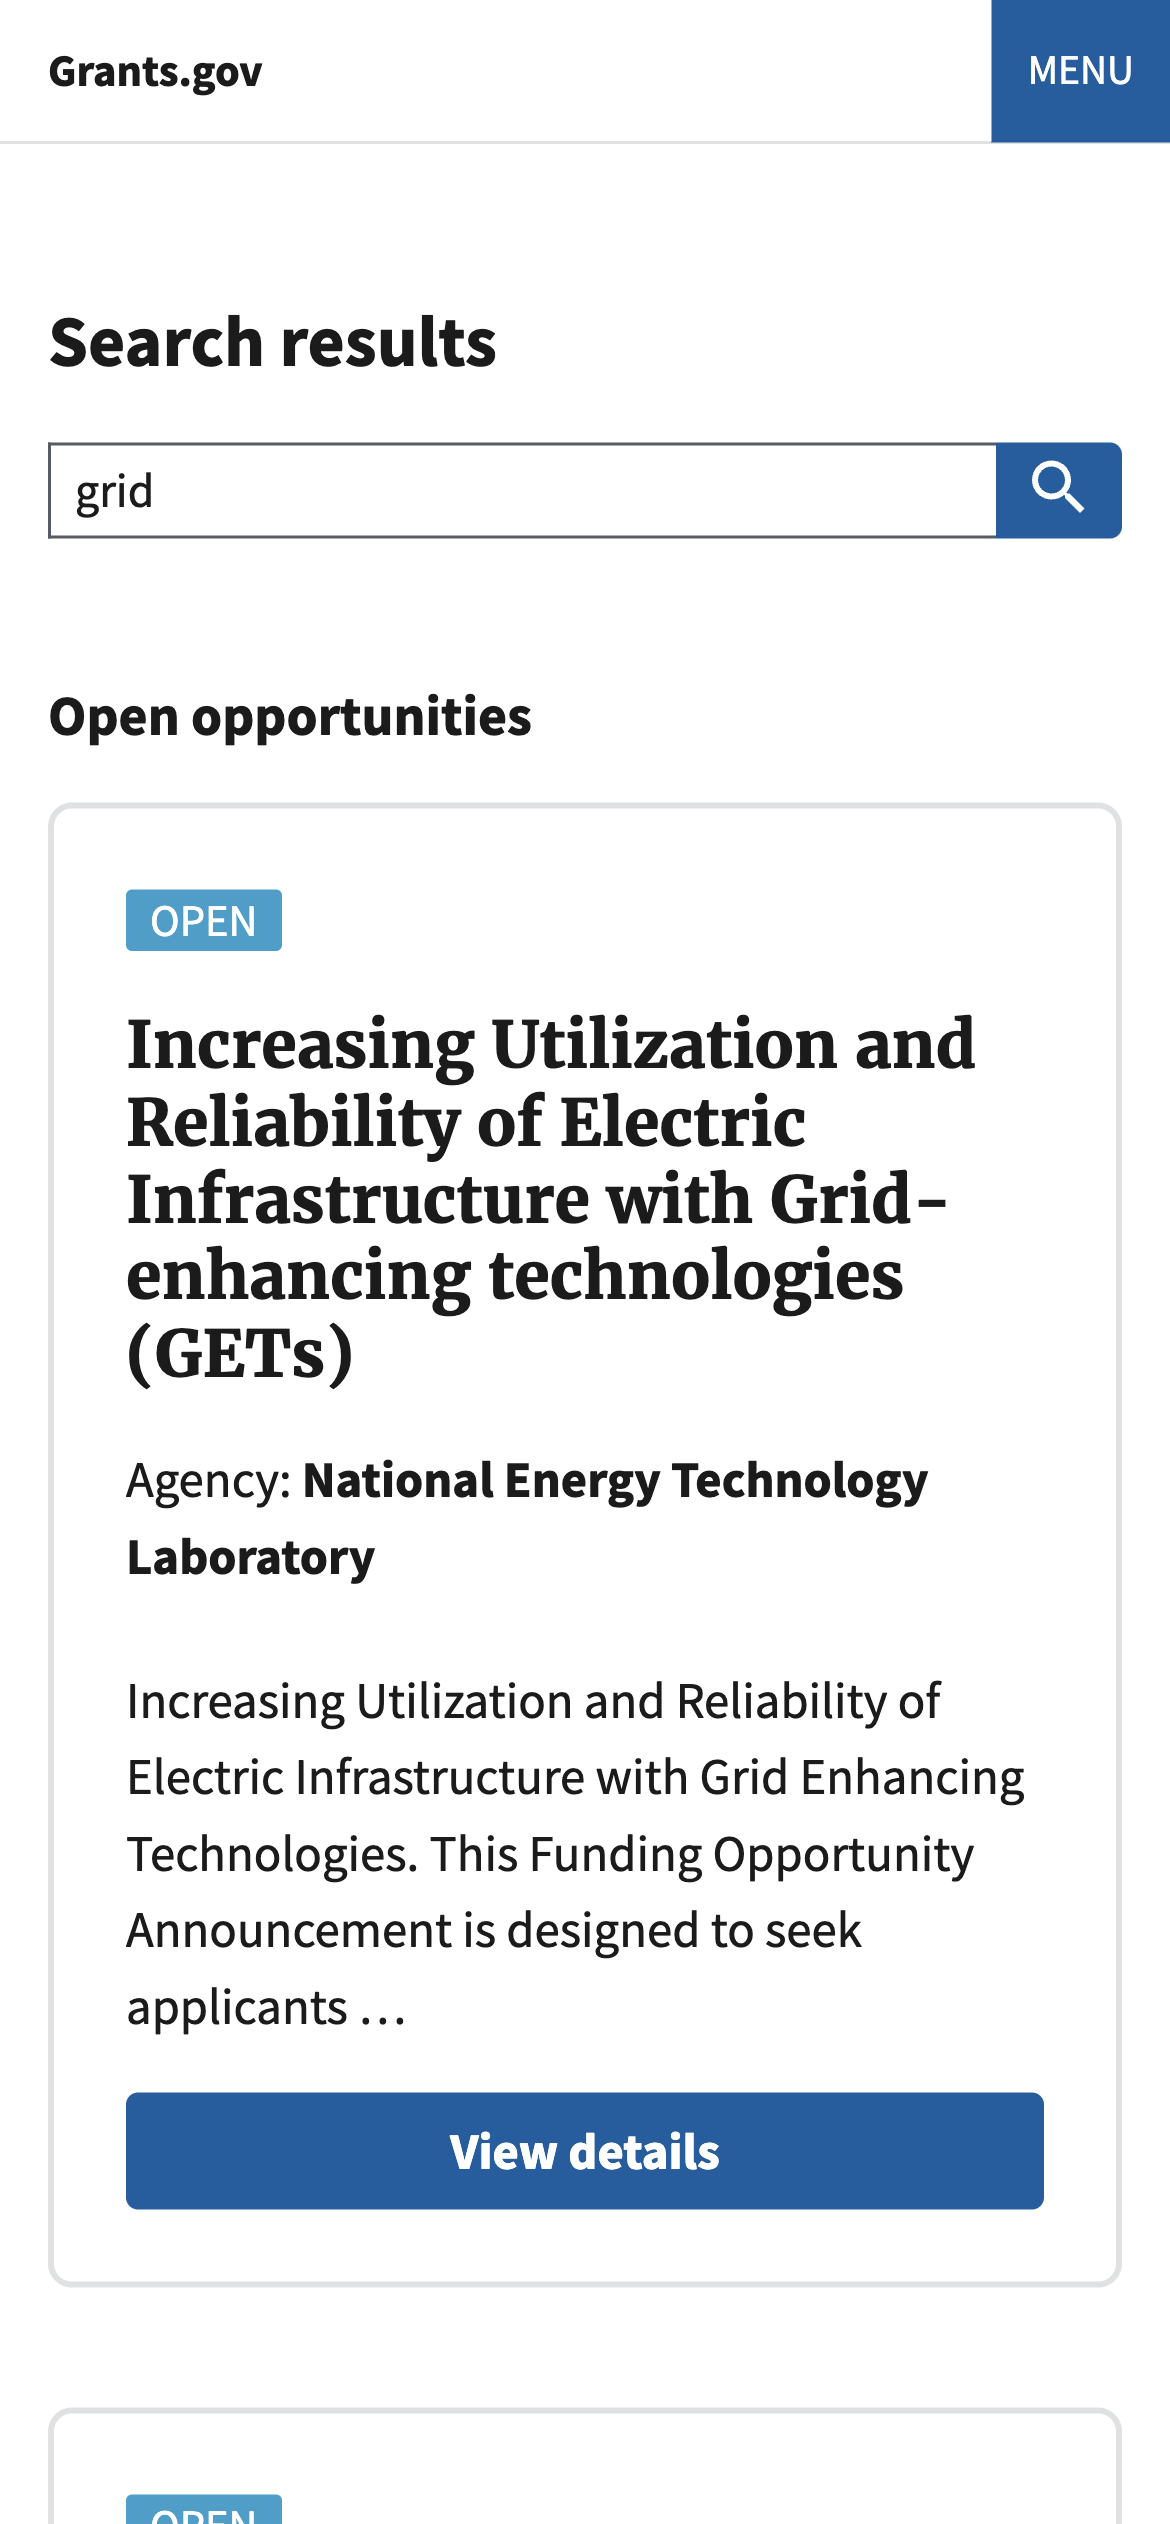 Grants.gov
MENU
Search results
grid
Open opportunities
OPEN
Increasing Utilization and
Reliability of Electric
Infrastructure with Grid-
enhancing technologies
(GETs)
Agency: National Energy Technology
Laboratory
Increasing Utilization and Reliability of
Electric Infrastructure with Grid Enhancing
Technologies. This Funding Opportunity
Announcement is designed to seek
applicants …
View details
OPEN